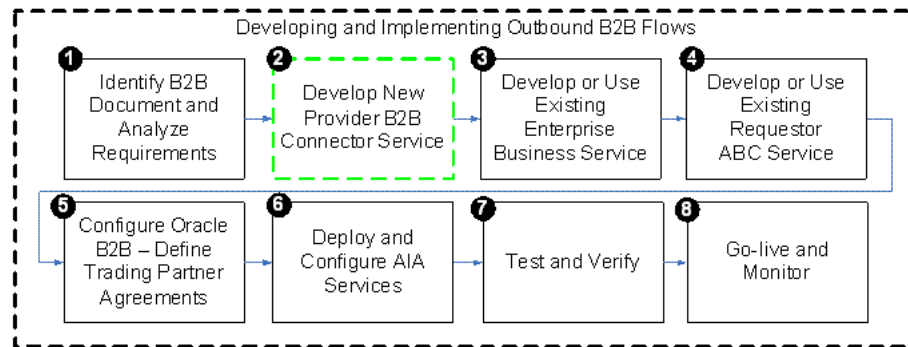 Developing and Implementing Outbound B2B Flows
1
Identify B2B
Document and
Analyze
Requirements
2
Develop New
Provider B2B
Connector Service
3
Develop or Use
Existing
Enterprise
Business Service
4
Develop or Use
Existing
Requestor
ABC Service
5
Configure Oracle
B2B – Define
Trading Partner
Agreements
6
Deploy and
Configure AIA
Services
7
Test and Verify
8
Go-live and
Monitor